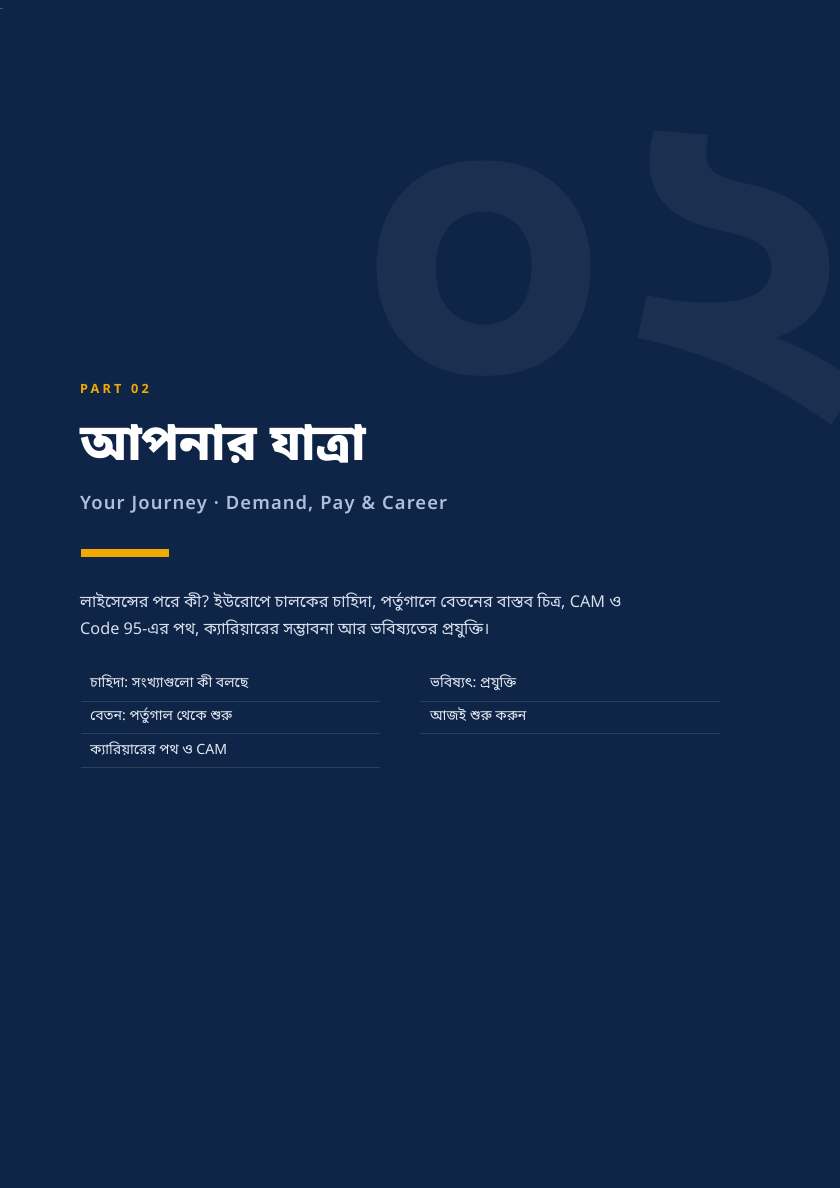 ০২
PART 02
আপনার যাত্রা
Your Journey · Demand, Pay & Career
লাইসেন্সের পরে কী? ইউরোপে চালকের চাহিদা, পর্তুগালে বেতনের বাস্তব চিত্র, CAM ও
Code 95-এর পথ, ক্যারিয়ারের সম্ভাবনা আর ভবিষ্যতের প্রযুক্তি।
চাহিদা: সংখ্যাগুলো কী বলছে
বেতন: পর্তুগাল থেকে শুরু
ক্যারিয়ারের পথ ও CAM
ভবিষ্যৎ: প্রযুক্তি
আজই শুরু করুন